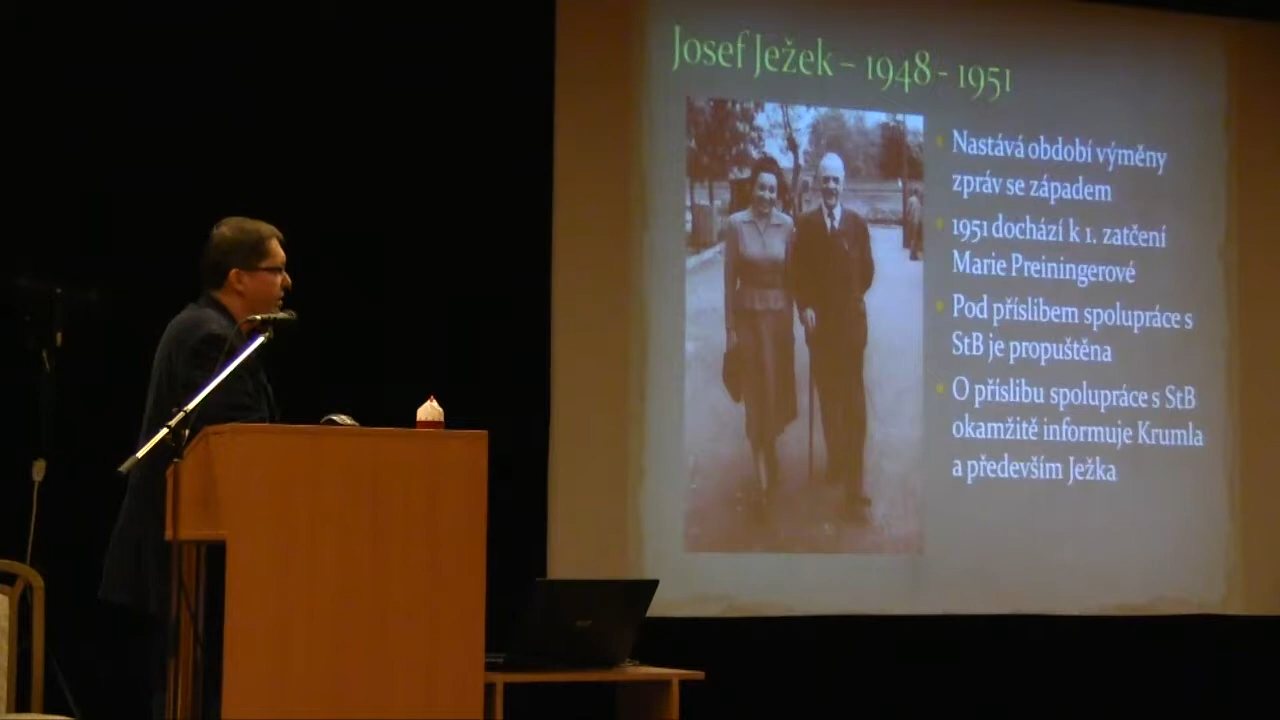 Josef Ježek – 1948 - 1951
Nastává období výměny
zpráv se západem
1951 dochází k 1. zatčení
Marie Preiningerové
Pod příslibem spolupráce s
StB je propuštěna
O příslibu spolupráce s StB
okamžitě informuje Krumla
a především Ježka